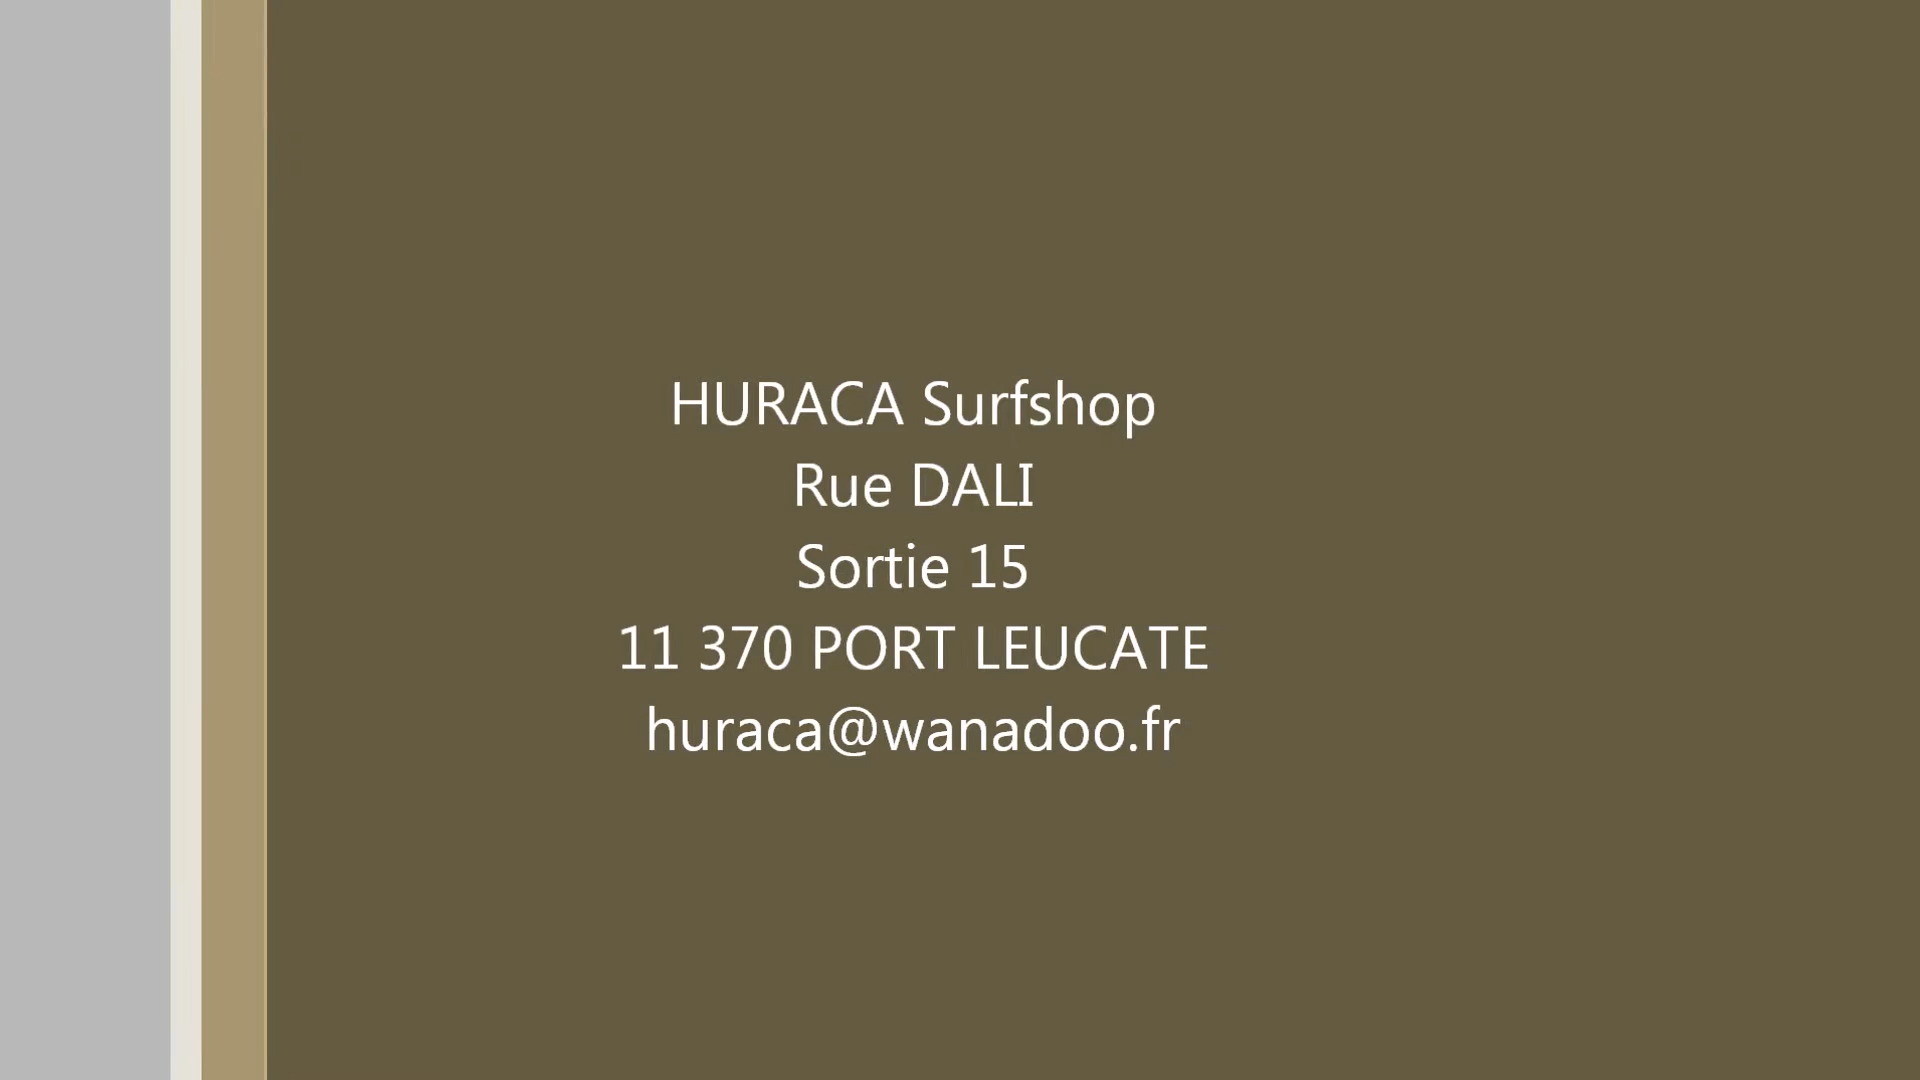 HURACA Surfshop
Rue DALI
Sortie 15
11 370 PORT LEUCATE
huraca@wanadoo.fr